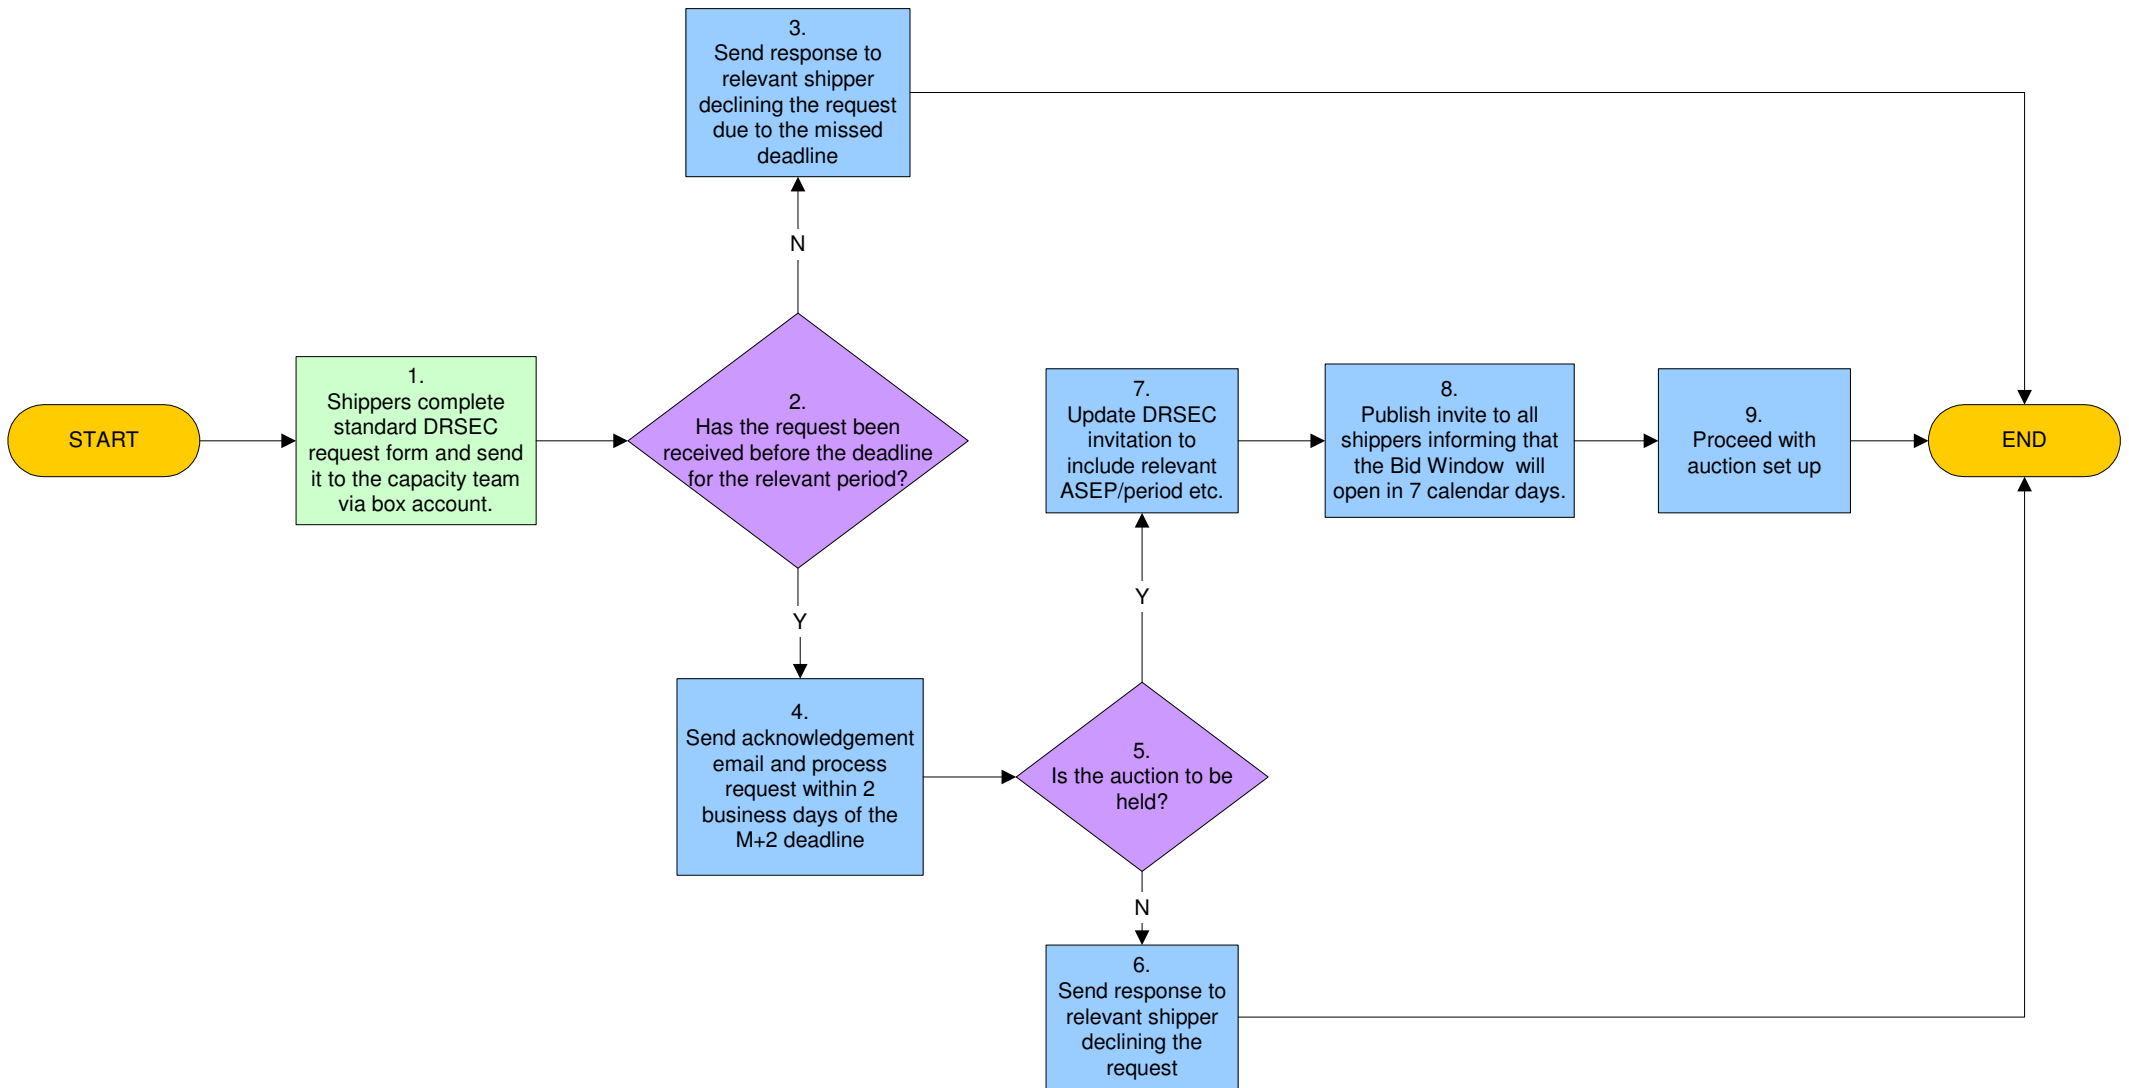 START
1.
Shippers complete
standard DRSEC
request form and send
it to the capacity team
via box account.
2.
Has the request been
received before the deadline
for the relevant period?
N
3.
Send response to
relevant shipper
declining the request
due to the missed
deadline
Y
4.
Send acknowledgement
email and process
request within 2
business days of the
M+2 deadline
5.
Is the auction to be
held?
N
6.
Send response to
relevant shipper
declining the
request
Y
7.
Update DRSEC
invitation to
include relevant
ASEP/period etc.
8.
Publish invite to all
shippers informing that
the Bid Window will
open in 7 calendar days.
9.
Proceed with
auction set up
END